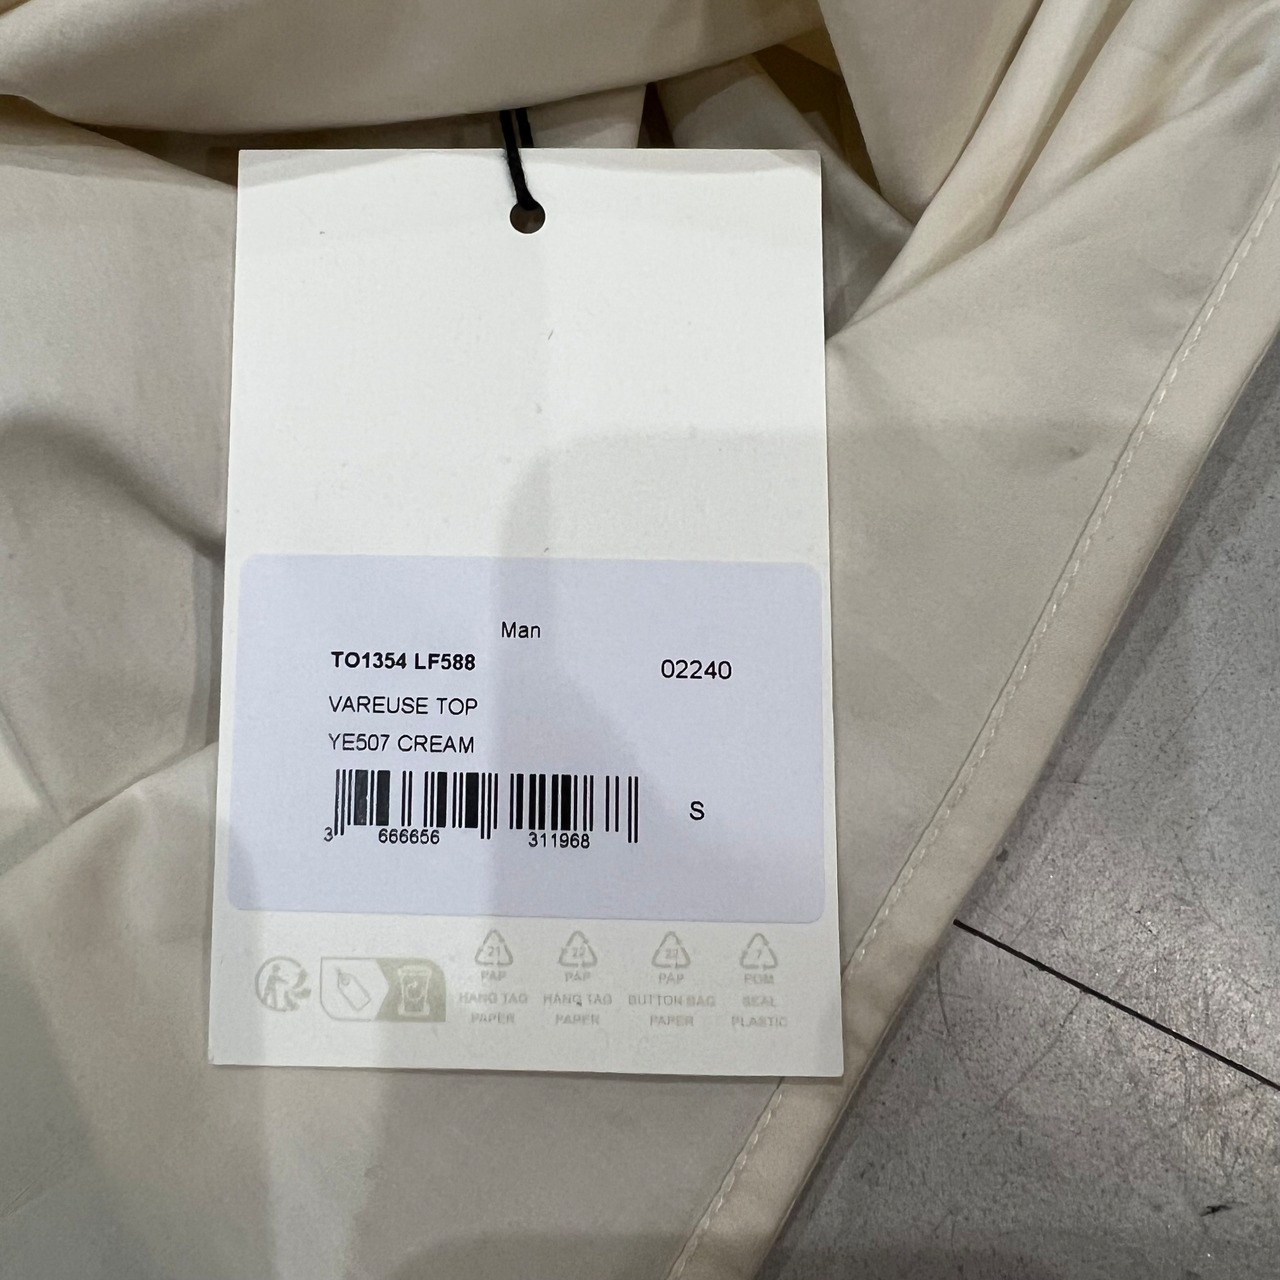 Man
TO1354 LF588
02240
VAREUSE TOP
YE507 CREAM
S
3 666656 311968
21 22 22 7
PAP PAP PAP POM
HANG TAG HANG TAG BUTTON BAG SEAL
PAPER PAPER PAPER PLASTIC